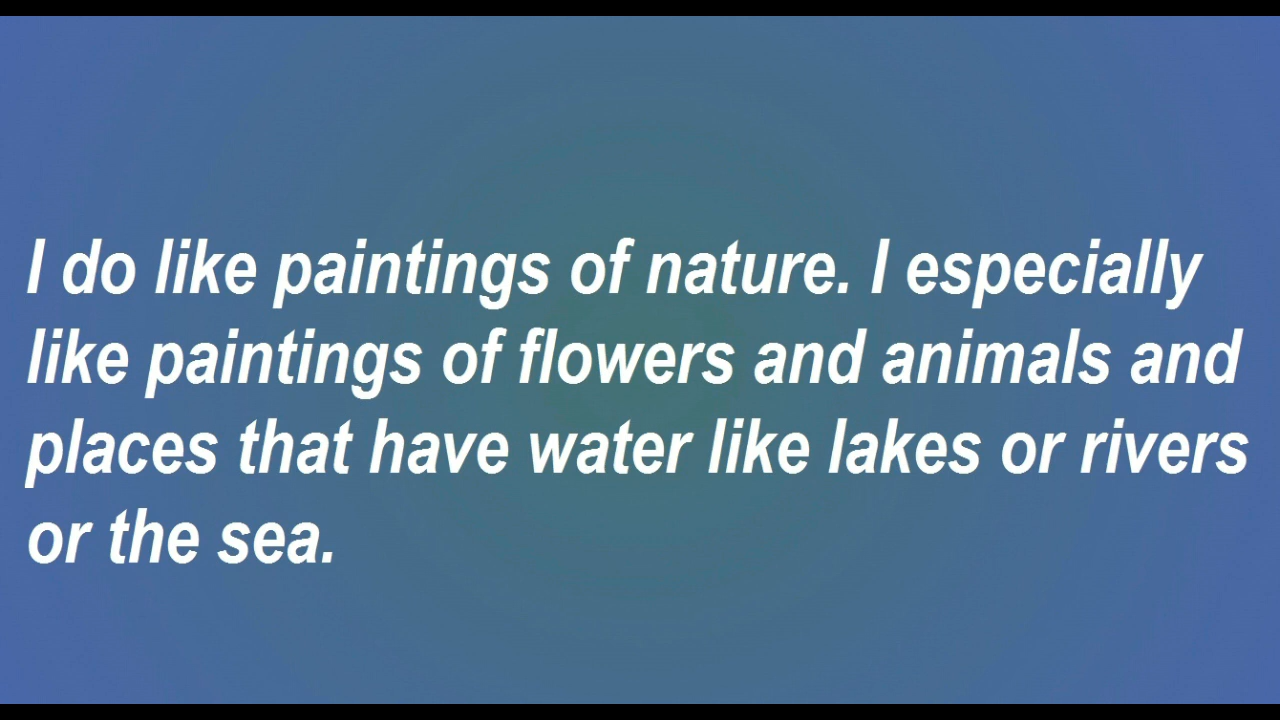 I do like paintings of nature. I especially
like paintings of flowers and animals and
places that have water like lakes or rivers
or the sea.